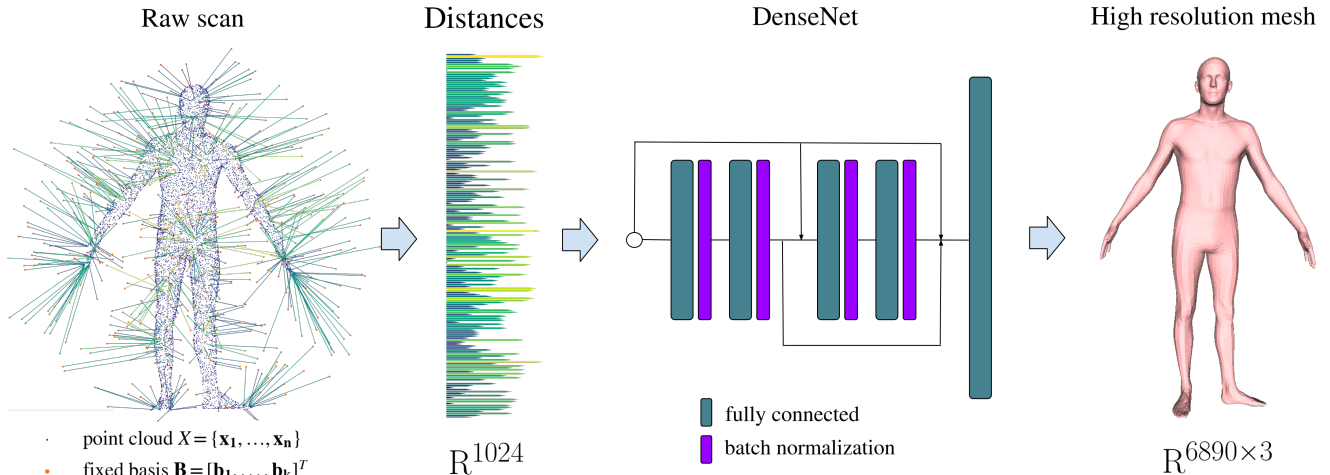 Raw scan
Distances
DenseNet
High resolution mesh
fully connected
batch normalization
point cloud X = {x₁, …, xₙ}
fixed basis B = [b₁, …, bₖ]ᵀ
R¹⁰²⁴
R⁶⁸⁹⁰ˣ³